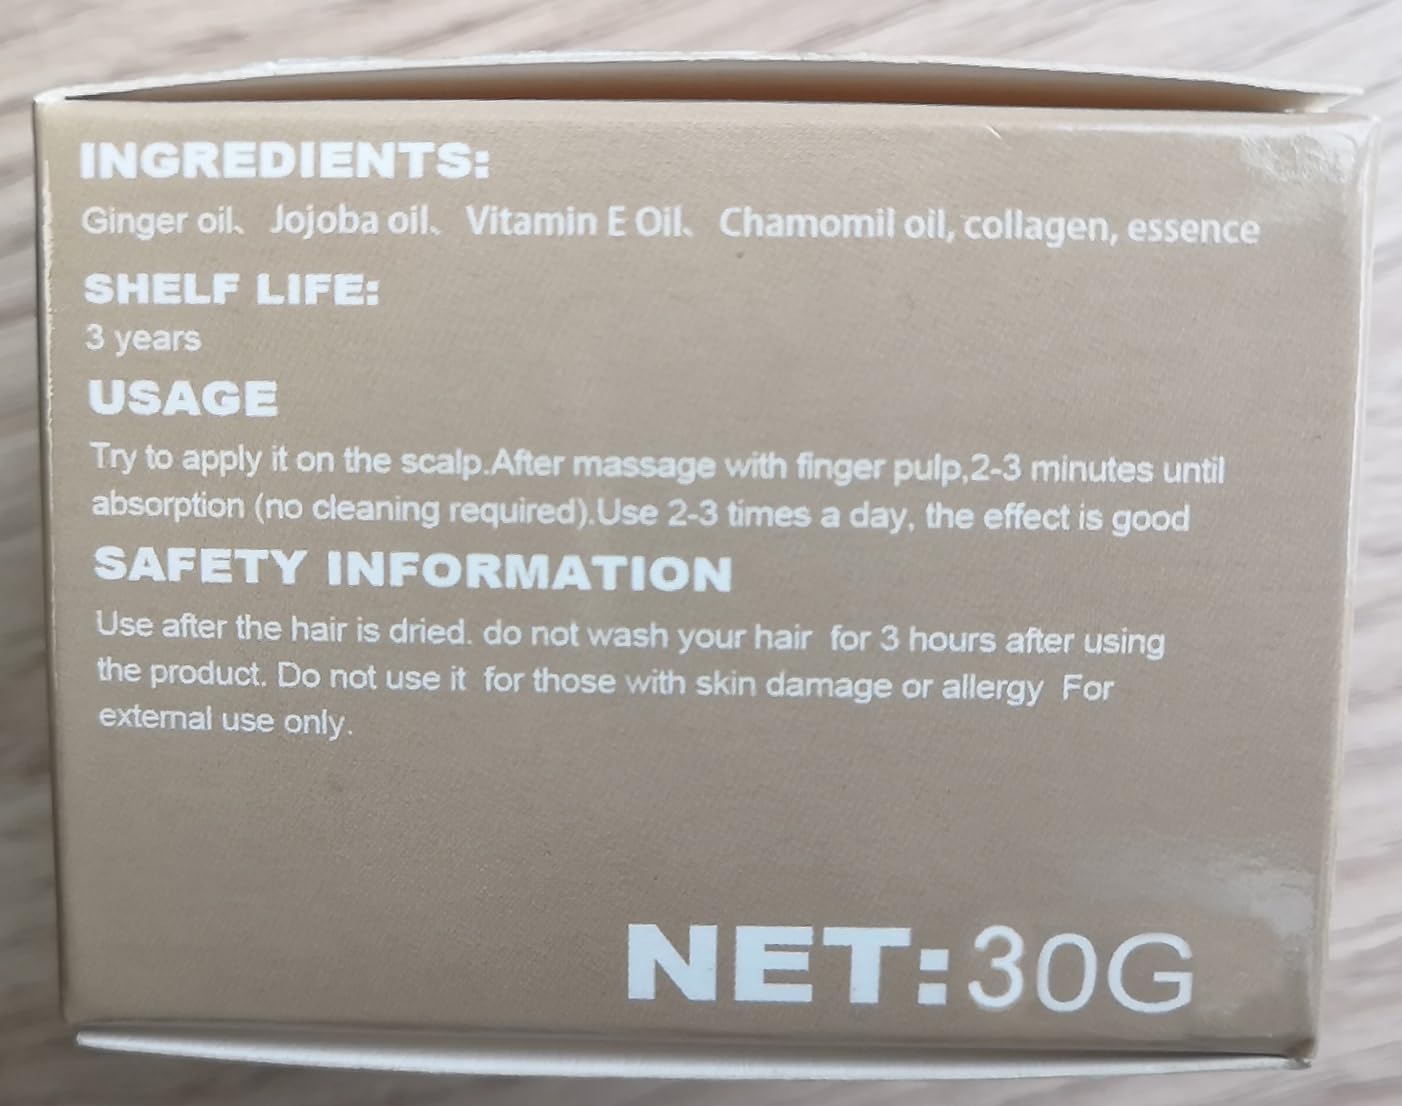 INGREDIENTS:
Ginger oil、 Jojoba oil、 Vitamin E Oil、 Chamomil oil, collagen, essence
SHELF LIFE:
3 years
USAGE
Try to apply it on the scalp.After massage with finger pulp,2-3 minutes until
absorption (no cleaning required).Use 2-3 times a day, the effect is good
SAFETY INFORMATION
Use after the hair is dried. do not wash your hair for 3 hours after using
the product. Do not use it for those with skin damage or allergy For
external use only.
NET:30G